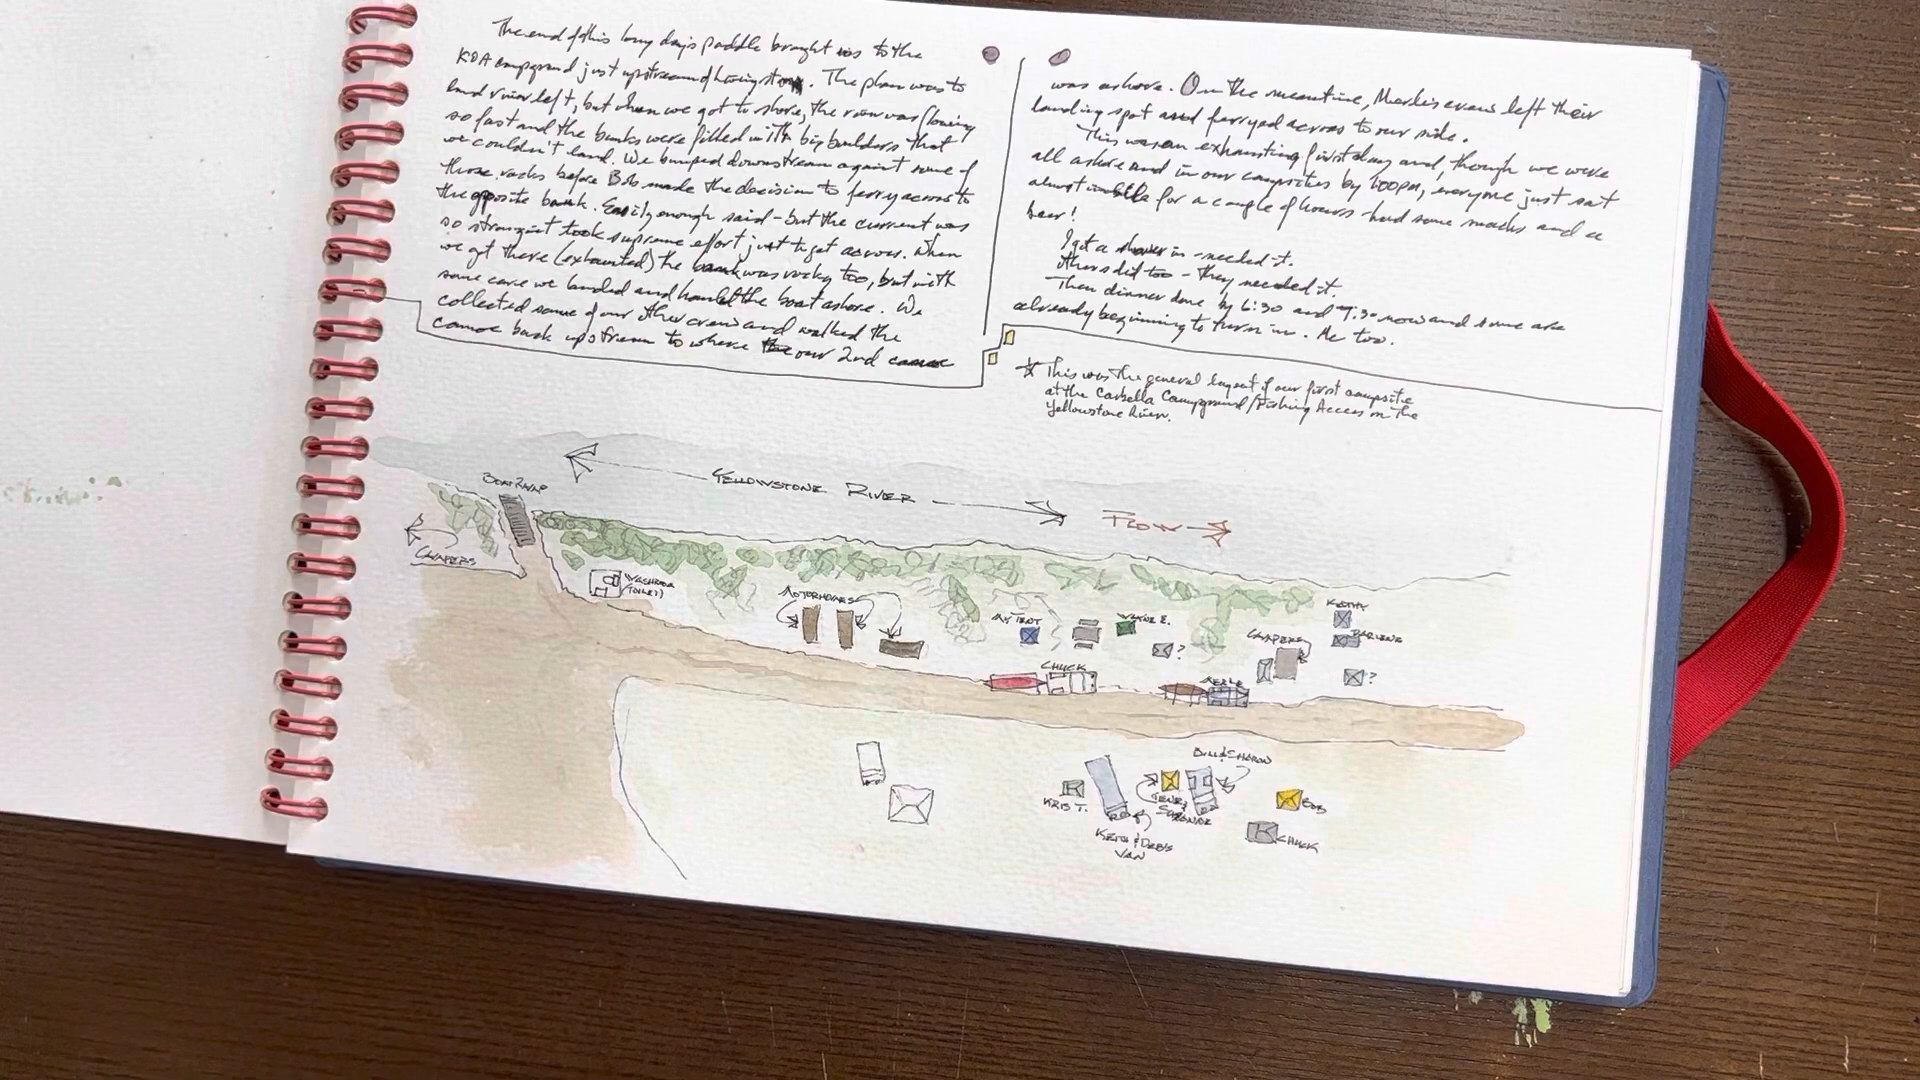 The end of this long day's paddle brought us to the
KOA campground just upstream of Livingston. The plan was to
land river left, but when we got to shore, the river was flowing
so fast and the banks were filled with big boulders that
we couldn't land. We bumped downstream against some of
those rocks before Bob made the decision to ferry across to
the opposite bank. Easily enough said - but the current was
so strong it took supreme effort just to get across. When
we got there (exhausted) the bank was rocky too, but with
some care we landed and hauled the boat ashore. We
collected some of our other crew and walked the
canoe back upstream to where our 2nd canoe
was ashore. In the meantime, Merle's crew left their
landing spot and ferryed across to our side.
This was an exhausting first day and, though we were
all ashore and in our campsites by 4:00PM, everyone just sat
almost for a couple of hours - had some snacks and a
beer!
I got a shower in - needed it.
Others did too - they needed it.
Then dinner done by 6:30 and 7:30 now and some are
already beginning to turn in. Me too.
☆ This was the general layout of our first campsite
at the Carbella Campground/Fishing Access on the
Yellowstone River.
BOAT RAMP
YELLOWSTONE RIVER
FLOW
CAMPERS
WASHROOM
(TOILET)
MOTORHOMES
MY TENT
WAYNE E.
?
KATHY
DARLENE
CAMPERS
?
CHUCK
MERLE
BILL & SHARON
KRIS T.
GENE &
BOB
CHUCK
KEITH & DEB'S
VAN